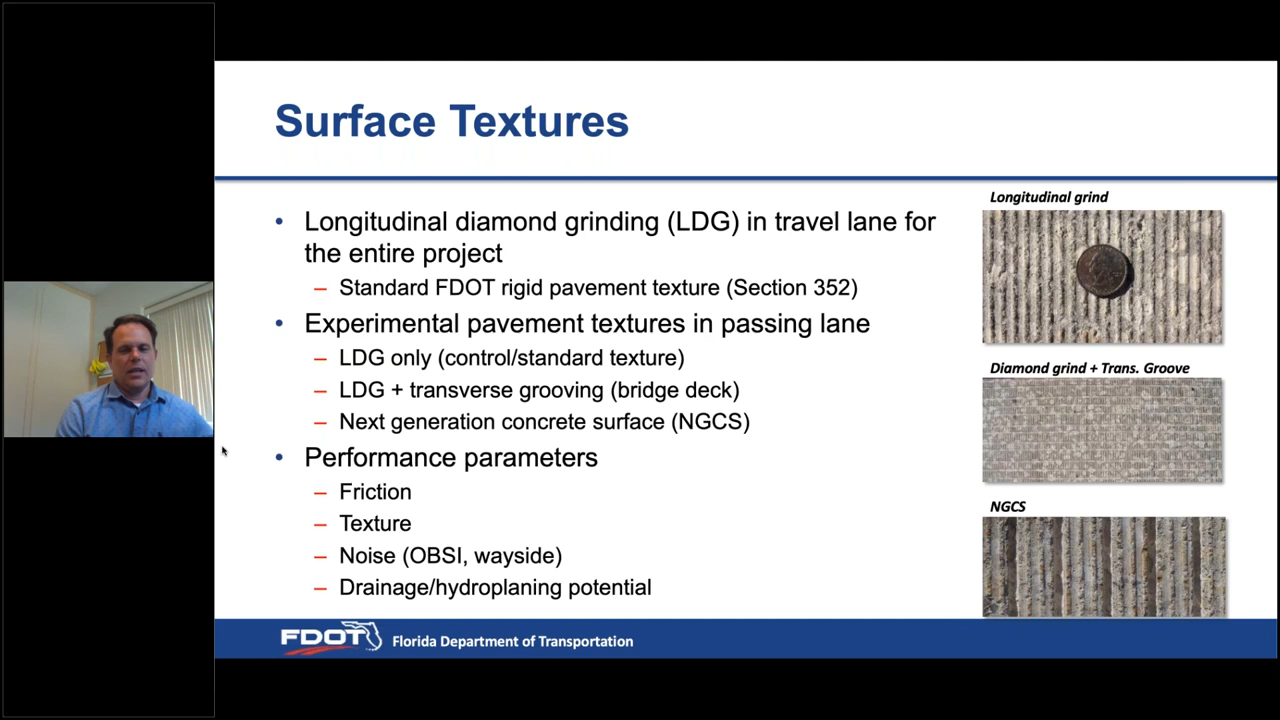 Surface Textures
• Longitudinal diamond grinding (LDG) in travel lane for
the entire project
– Standard FDOT rigid pavement texture (Section 352)
• Experimental pavement textures in passing lane
– LDG only (control/standard texture)
– LDG + transverse grooving (bridge deck)
– Next generation concrete surface (NGCS)
• Performance parameters
– Friction
– Texture
– Noise (OBSI, wayside)
– Drainage/hydroplaning potential
Longitudinal grind
Diamond grind + Trans. Groove
NGCS
FDOT Florida Department of Transportation